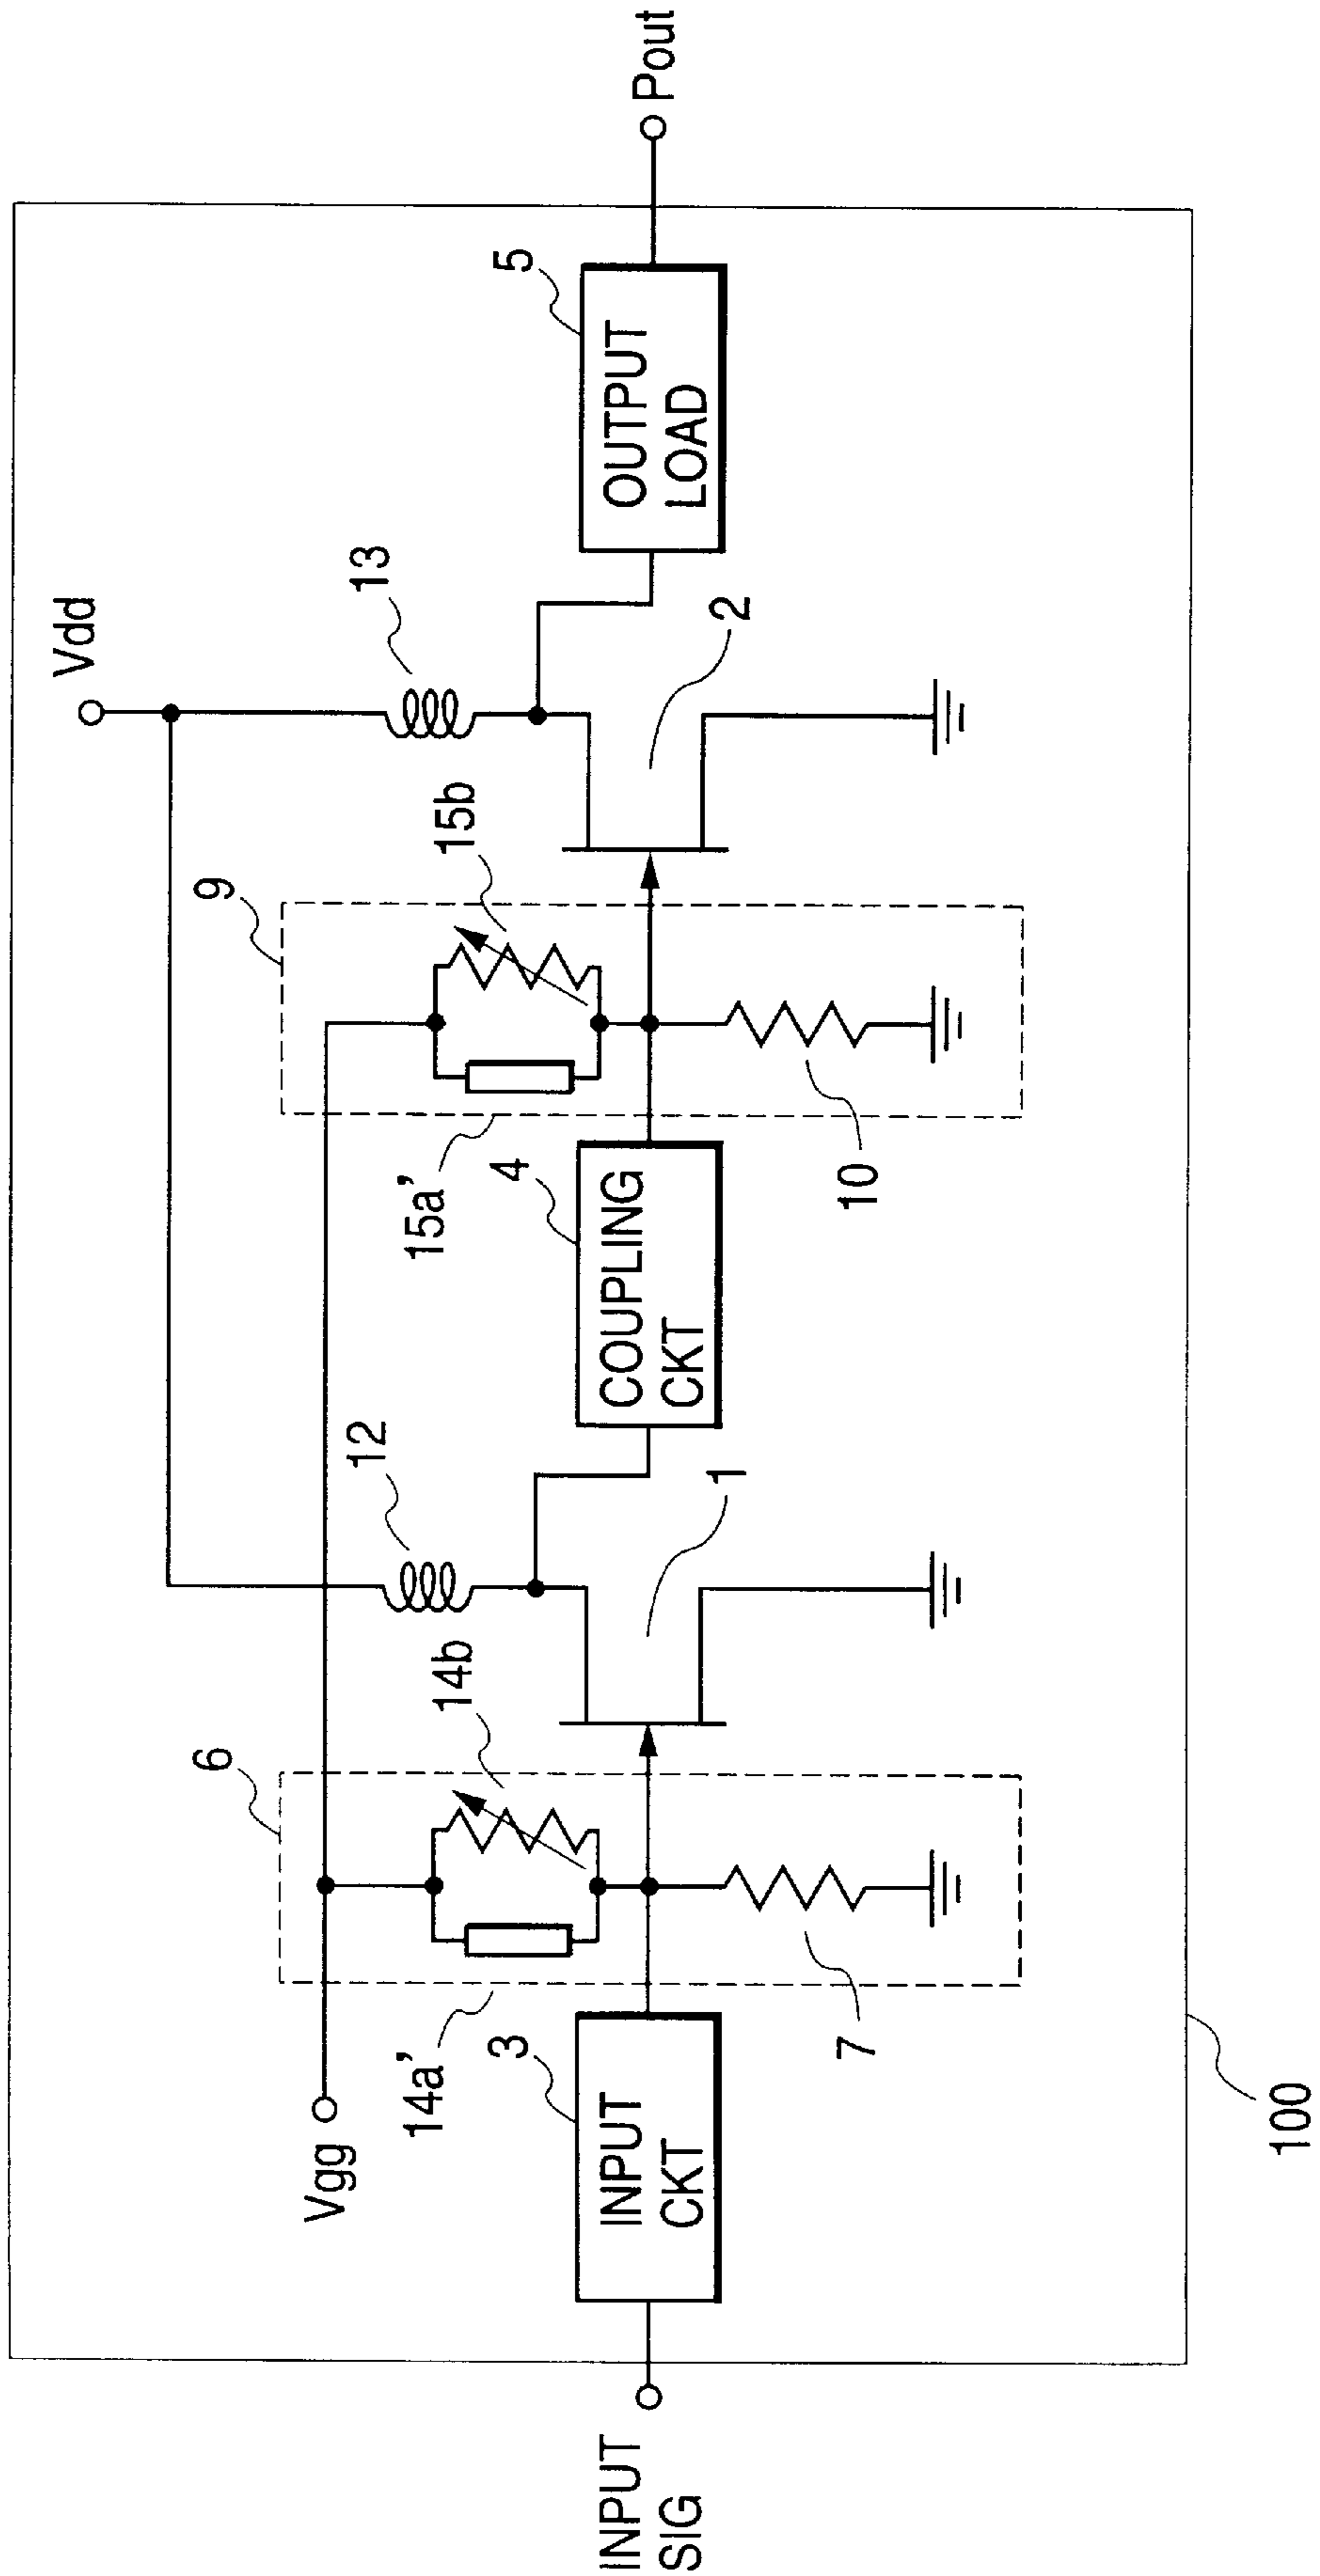 Vdd
13
12
9
6
15b
14b
Vgg
15a’
14a’
5
4
3
INPUT
SIG
INPUT
CKT
COUPLING
CKT
OUTPUT
LOAD
Pout
1
2
7
10
100